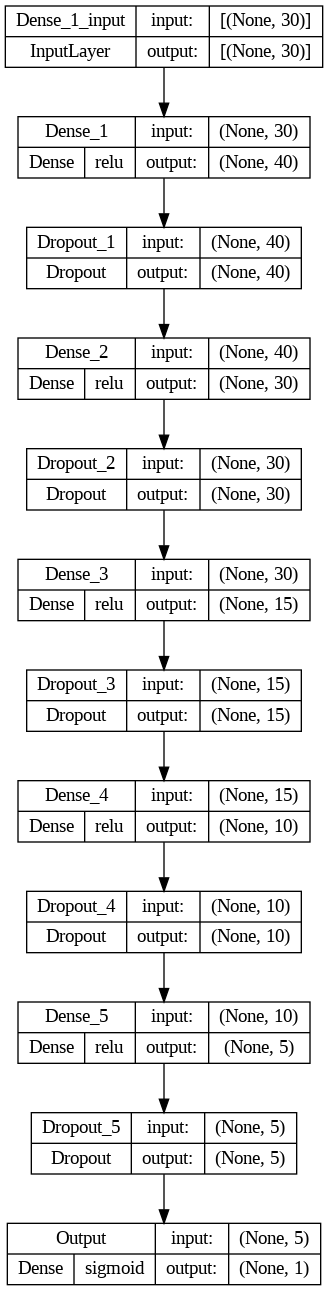 Dense_1_input input: [(None, 30)]
InputLayer output: [(None, 30)]
Dense_1 input: (None, 30)
Dense relu output: (None, 40)
Dropout_1 input: (None, 40)
Dropout output: (None, 40)
Dense_2 input: (None, 40)
Dense relu output: (None, 30)
Dropout_2 input: (None, 30)
Dropout output: (None, 30)
Dense_3 input: (None, 30)
Dense relu output: (None, 15)
Dropout_3 input: (None, 15)
Dropout output: (None, 15)
Dense_4 input: (None, 15)
Dense relu output: (None, 10)
Dropout_4 input: (None, 10)
Dropout output: (None, 10)
Dense_5 input: (None, 10)
Dense relu output: (None, 5)
Dropout_5 input: (None, 5)
Dropout output: (None, 5)
Output input: (None, 5)
Dense sigmoid output: (None, 1)